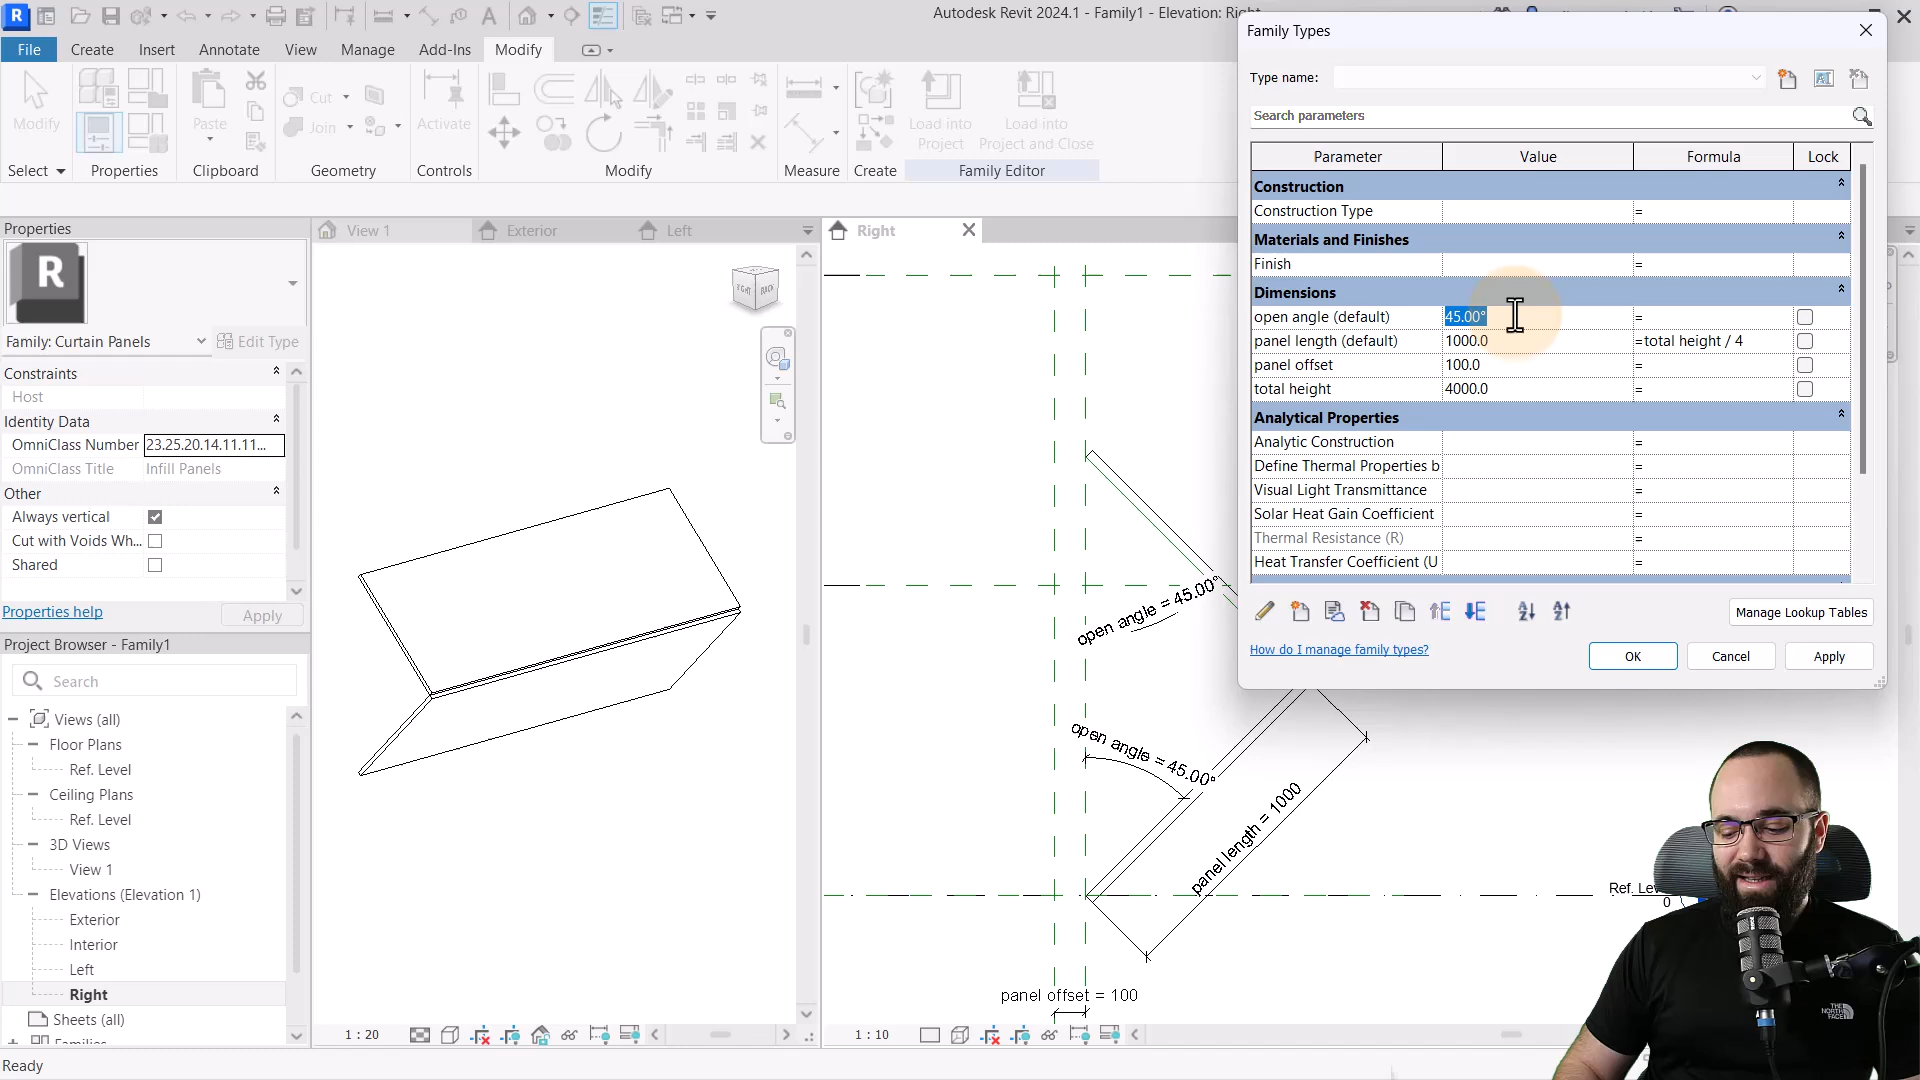 Autodesk Revit 2024.1 - Family1 - Elevation: Right
File
Create
Insert
Annotate
View
Manage
Add-Ins
Modify
Modify
Paste
Cut
Join
Activate
Load into
Project
Load into
Project and Close
Select
Properties
Clipboard
Geometry
Controls
Modify
Measure
Create
Family Editor
Properties
R
Family: Curtain Panels
Edit Type
Constraints
Host
Identity Data
OmniClass Number
23.25.20.14.11.11...
OmniClass Title
Infill Panels
Other
Always vertical
Cut with Voids Wh...
Shared
Properties help
Apply
Project Browser - Family1
Search
Views (all)
Floor Plans
Ref. Level
Ceiling Plans
Ref. Level
3D Views
View 1
Elevations (Elevation 1)
Exterior
Interior
Left
Right
Sheets (all)
Families
Ready
View 1
Exterior
Left
Right
1 : 20
open angle = 45.00°
open angle = 45.00°
panel length = 1000
panel offset = 100
0
1 : 10
Family Types
Type name:
Search parameters
Parameter
Value
Formula
Lock
Construction
Construction Type
=
Materials and Finishes
Finish
=
Dimensions
open angle (default)
45.00°
=
panel length (default)
1000.0
=total height / 4
panel offset
100.0
=
total height
4000.0
=
Analytical Properties
Analytic Construction
=
Define Thermal Properties b
=
Visual Light Transmittance
=
Solar Heat Gain Coefficient
=
Thermal Resistance (R)
=
Heat Transfer Coefficient (U
=
Manage Lookup Tables
How do I manage family types?
OK
Cancel
Apply
THE
NORTH
FACE